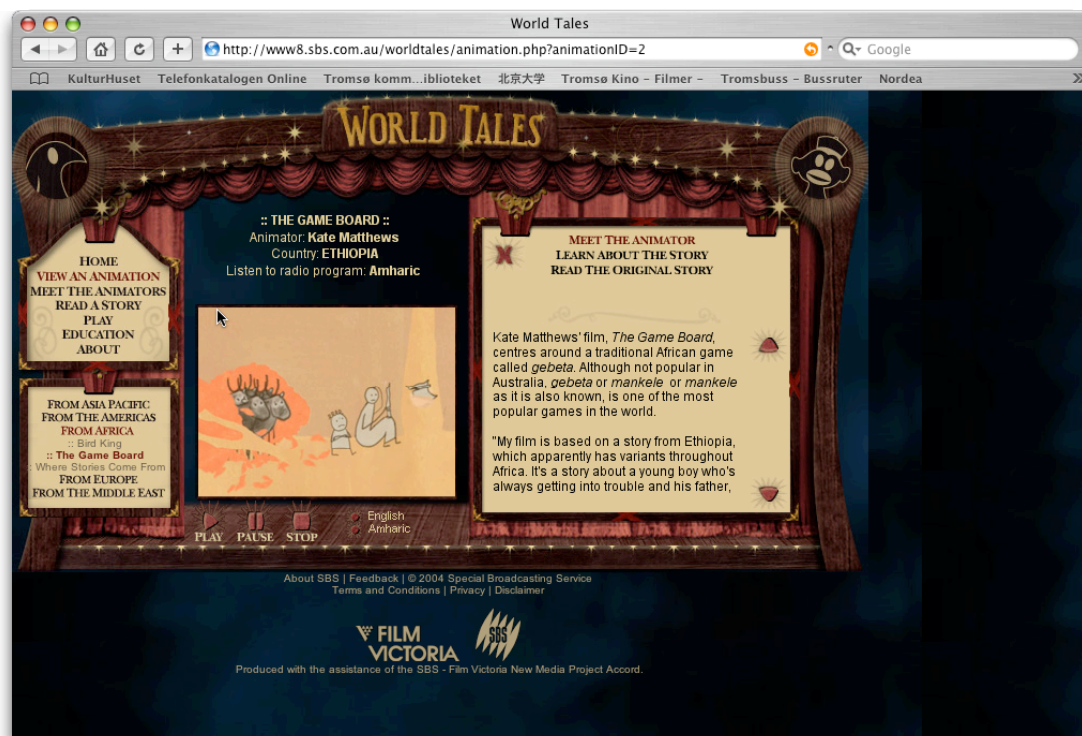 World Tales
http://www8.sbs.com.au/worldtales/animation.php?animationID=2
Google
KulturHuset Telefonkatalogen Online Tromsø komm...iblioteket 北京大学 Tromsø Kino – Filmer – Tromsbuss – Bussruter Nordea
WORLD TALES
:: THE GAME BOARD ::
Animator: Kate Matthews
Country: ETHIOPIA
Listen to radio program: Amharic
HOME
VIEW AN ANIMATION
MEET THE ANIMATORS
READ A STORY
PLAY
EDUCATION
ABOUT
FROM ASIA PACIFIC
FROM THE AMERICAS
FROM AFRICA
:: Bird King
:: The Game Board
: Where Stories Come From
FROM EUROPE
FROM THE MIDDLE EAST
PLAY PAUSE STOP
English
Amharic
MEET THE ANIMATOR
LEARN ABOUT THE STORY
READ THE ORIGINAL STORY
Kate Matthews' film, The Game Board,
centres around a traditional African game
called gebeta. Although not popular in
Australia, gebeta or mankele or mankele
as it is also known, is one of the most
popular games in the world.
"My film is based on a story from Ethiopia,
which apparently has variants throughout
Africa. It's a story about a young boy who's
always getting into trouble and his father,
About SBS | Feedback | © 2004 Special Broadcasting Service
Terms and Conditions | Privacy | Disclaimer
FILM
VICTORIA
SBS
Produced with the assistance of the SBS - Film Victoria New Media Project Accord.